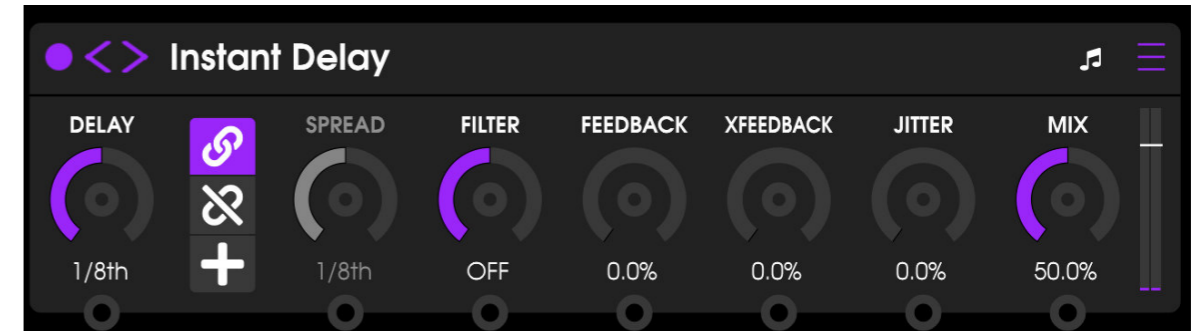 Instant Delay
DELAY SPREAD FILTER FEEDBACK XFEEDBACK JITTER MIX
1/8th 1/8th OFF 0.0% 0.0% 0.0% 50.0%